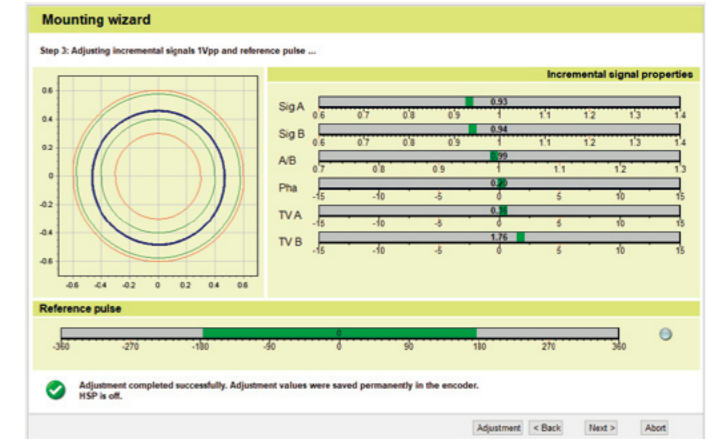 Mounting wizard
Step 3: Adjusting incremental signals 1Vpp and reference pulse ...
Incremental signal properties
0.6
0.4
0.2
0
-0.2
-0.4
-0.6
-0.6 -0.4 -0.2 0 0.2 0.4 0.6
Sig A 0.93
0.6 0.7 0.8 0.9 1 1.1 1.2 1.3 1.4
Sig B 0.94
0.6 0.7 0.8 0.9 1 1.1 1.2 1.3 1.4
A/B 0.99
0.7 0.8 0.9 1 1.1 1.2 1.3
Pha 0.20
-15 -10 -5 0 5 10 15
TV A
-15 -10 -5 0 5 10 15
TV B 1.76
-15 -10 -5 0 5 10 15
Reference pulse
0
-360 -270 -180 -90 0 90 180 270 360
Adjustment completed successfully. Adjustment values were saved permanently in the encoder.
HSP is off.
Adjustment < Back Next > Abort